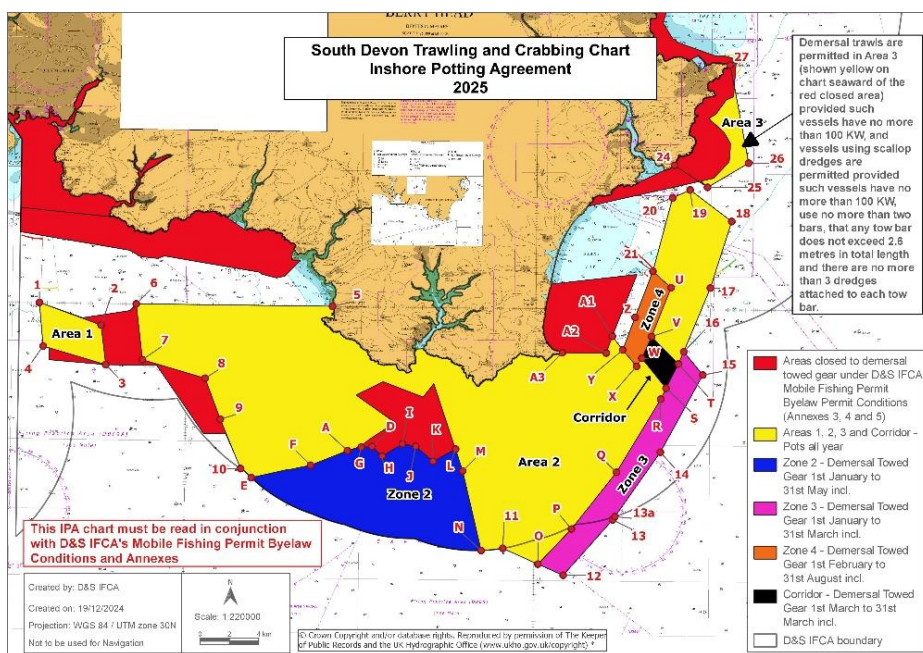 BERRY HEAD
South Devon Trawling and Crabbing Chart
Inshore Potting Agreement
2025
Demersal trawls are
permitted in Area 3
(shown yellow on
chart seaward of the
red closed area)
provided such
vessels have no more
than 100 KW, and
vessels using scallop
dredges are
permitted provided
such vessels have no
more than 100 KW,
use no more than two
bars, that any tow bar
does not exceed 2.6
metres in total length
and there are no more
than 3 dredges
attached to each tow
bar.
27
Area 3
26
24
25
20
19
18
21
U
17
A1
Z
Zone 4
V
16
A2
W
15
A3
Y
X
T
Corridor
S
R
1
2
6
5
Area 1
4
3
7
8
9
10
E
F
A
G
D
H
I
J
K
L
M
Area 2
Q
Zone 3
14
Zone 2
P
13a
13
N
11
O
12
Areas closed to demersal
towed gear under D&S IFCA
Mobile Fishing Permit
Byelaw Permit Conditions
(Annexes 3, 4 and 5)
Areas 1, 2, 3 and Corridor -
Pots all year
Zone 2 - Demersal Towed
Gear 1st January to
31st May incl.
Zone 3 - Demersal Towed
Gear 1st January to
31st March incl.
Zone 4 - Demersal Towed
Gear 1st February to
31st August incl.
Corridor - Demersal Towed
Gear 1st March to 31st
March incl.
D&S IFCA boundary
This IPA chart must be read in conjunction
with D&S IFCA's Mobile Fishing Permit Byelaw
Conditions and Annexes
Created by: D&S IFCA
Created on: 19/12/2024
Projection: WGS 84 / UTM zone 30N
Not to be used for Navigation
N
Scale: 1:220000
0 2 4 km
© Crown Copyright and/or database rights. Reproduced by permission of The Keeper
of Public Records and the UK Hydrographic Office (www.ukho.gov.uk/copyright) *